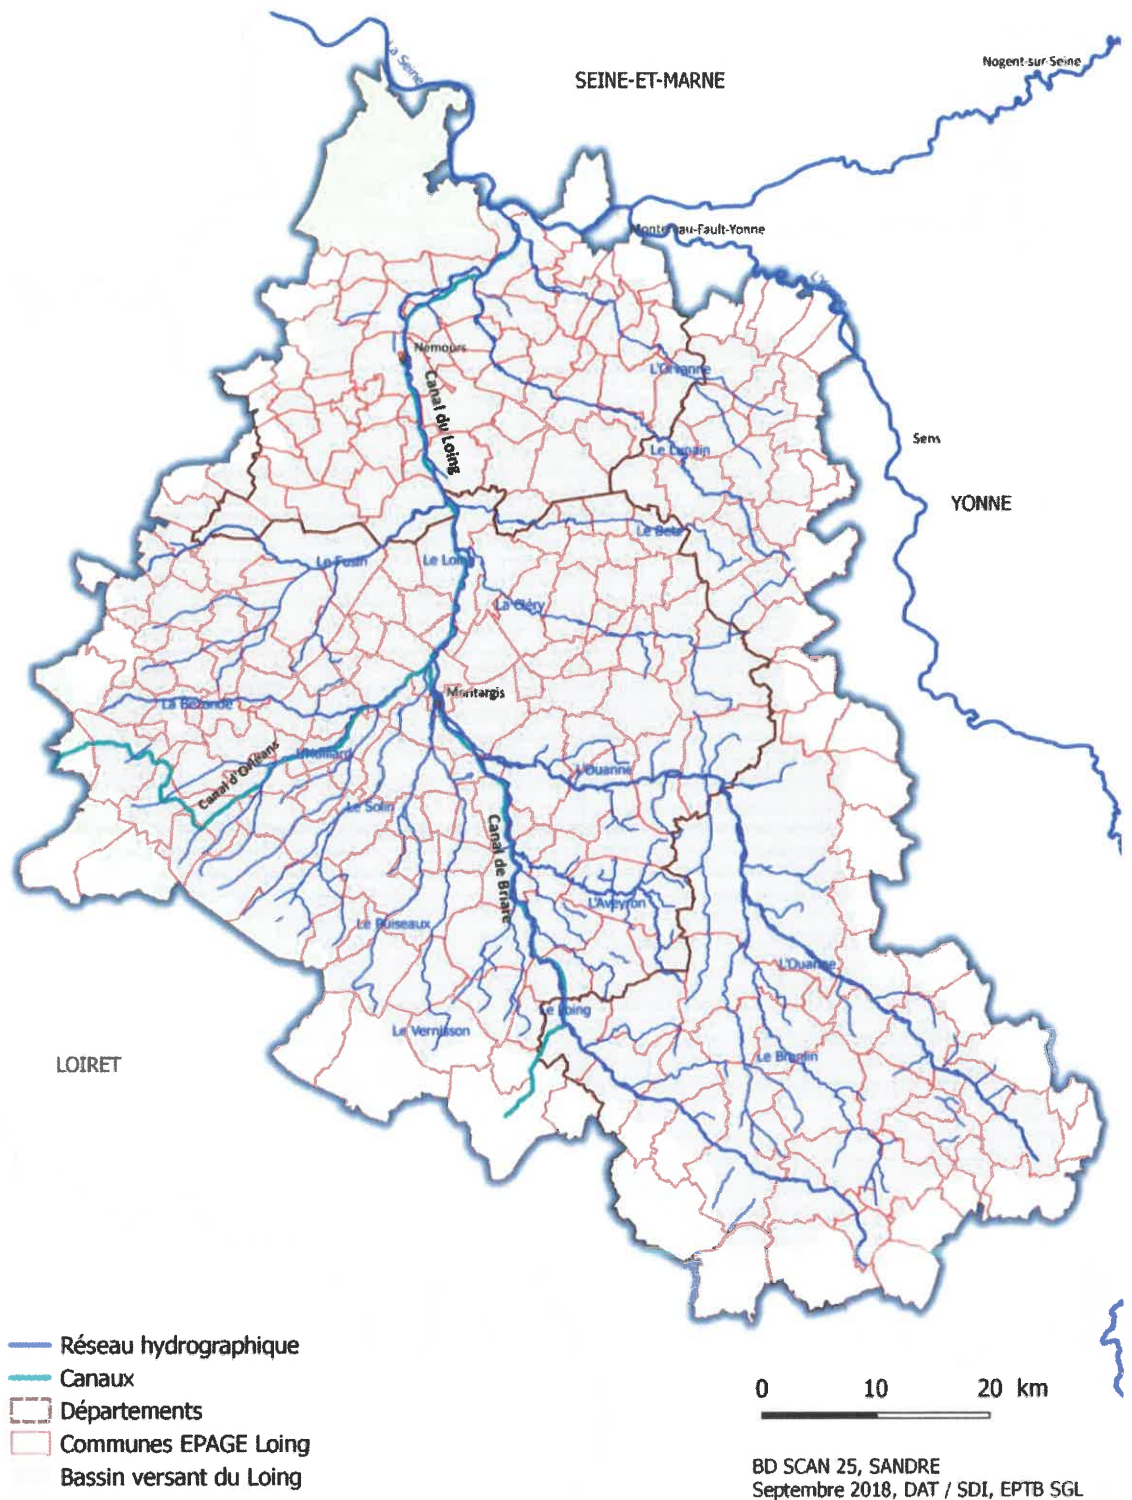 La Seine
SEINE-ET-MARNE
Nogent-sur-Seine
Montereau-Fault-Yonne
Nemours
L'Orvanne
Canal du Loing
Sens
Le Lunain
YONNE
Le Betz
Le Fusin
Le Loing
La Cléry
Montargis
La Bezonde
Canal d'Orléans
L'Huillard
L'Ouanne
Le Solin
Canal de Briare
L'Aveyron
Le Puiseaux
L'Ouanne
Le Loing
Le Vernisson
Le Branlin
LOIRET
Réseau hydrographique
Canaux
Départements
Communes EPAGE Loing
Bassin versant du Loing
0 10 20 km
BD SCAN 25, SANDRE
Septembre 2018, DAT / SDI, EPTB SGL